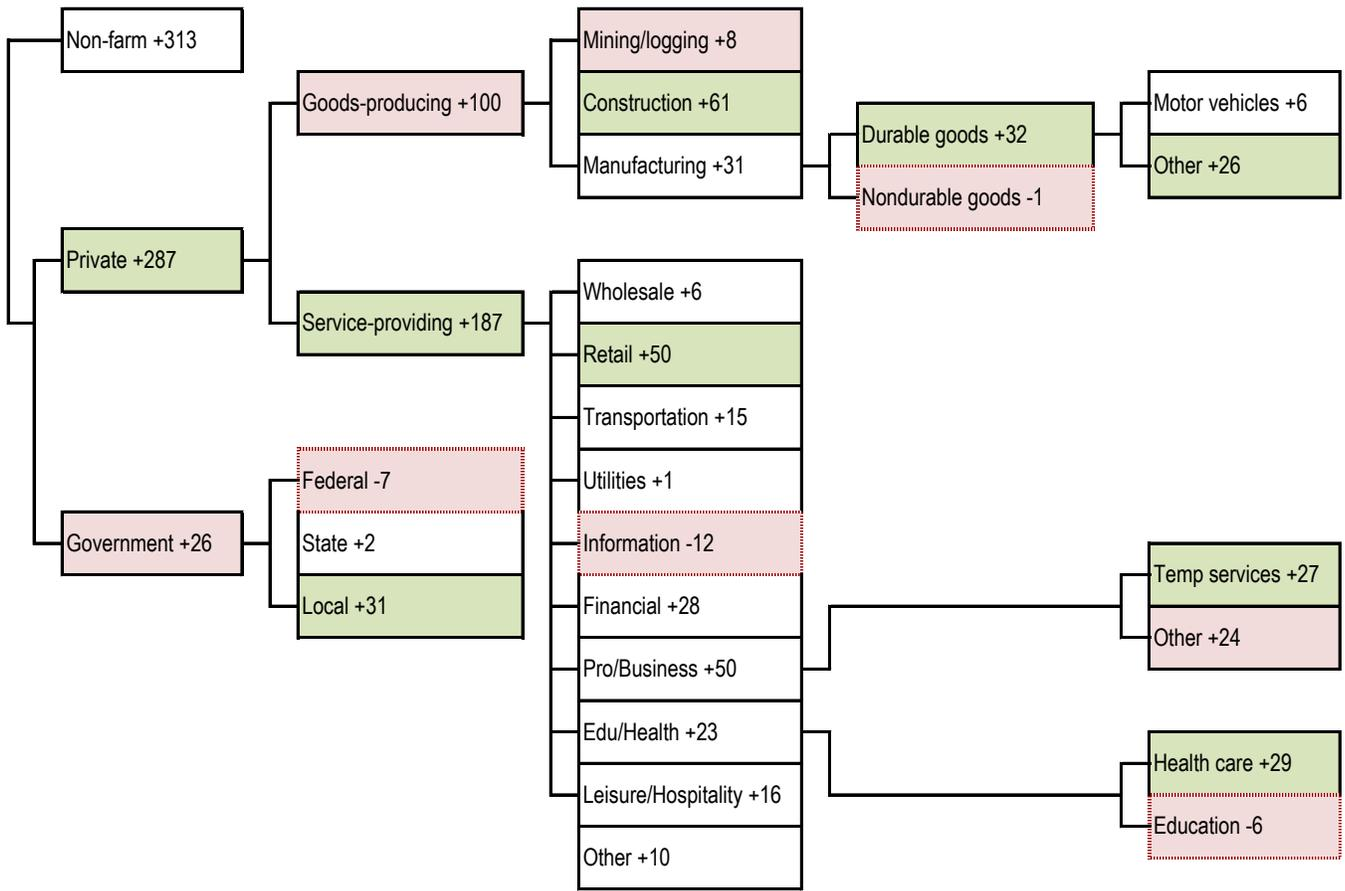 Non-farm +313
Private +287
Government +26
Goods-producing +100
Service-providing +187
Federal -7
State +2
Local +31
Mining/logging +8
Construction +61
Manufacturing +31
Wholesale +6
Retail +50
Transportation +15
Utilities +1
Information -12
Financial +28
Pro/Business +50
Edu/Health +23
Leisure/Hospitality +16
Other +10
Durable goods +32
Nondurable goods -1
Motor vehicles +6
Other +26
Temp services +27
Other +24
Health care +29
Education -6